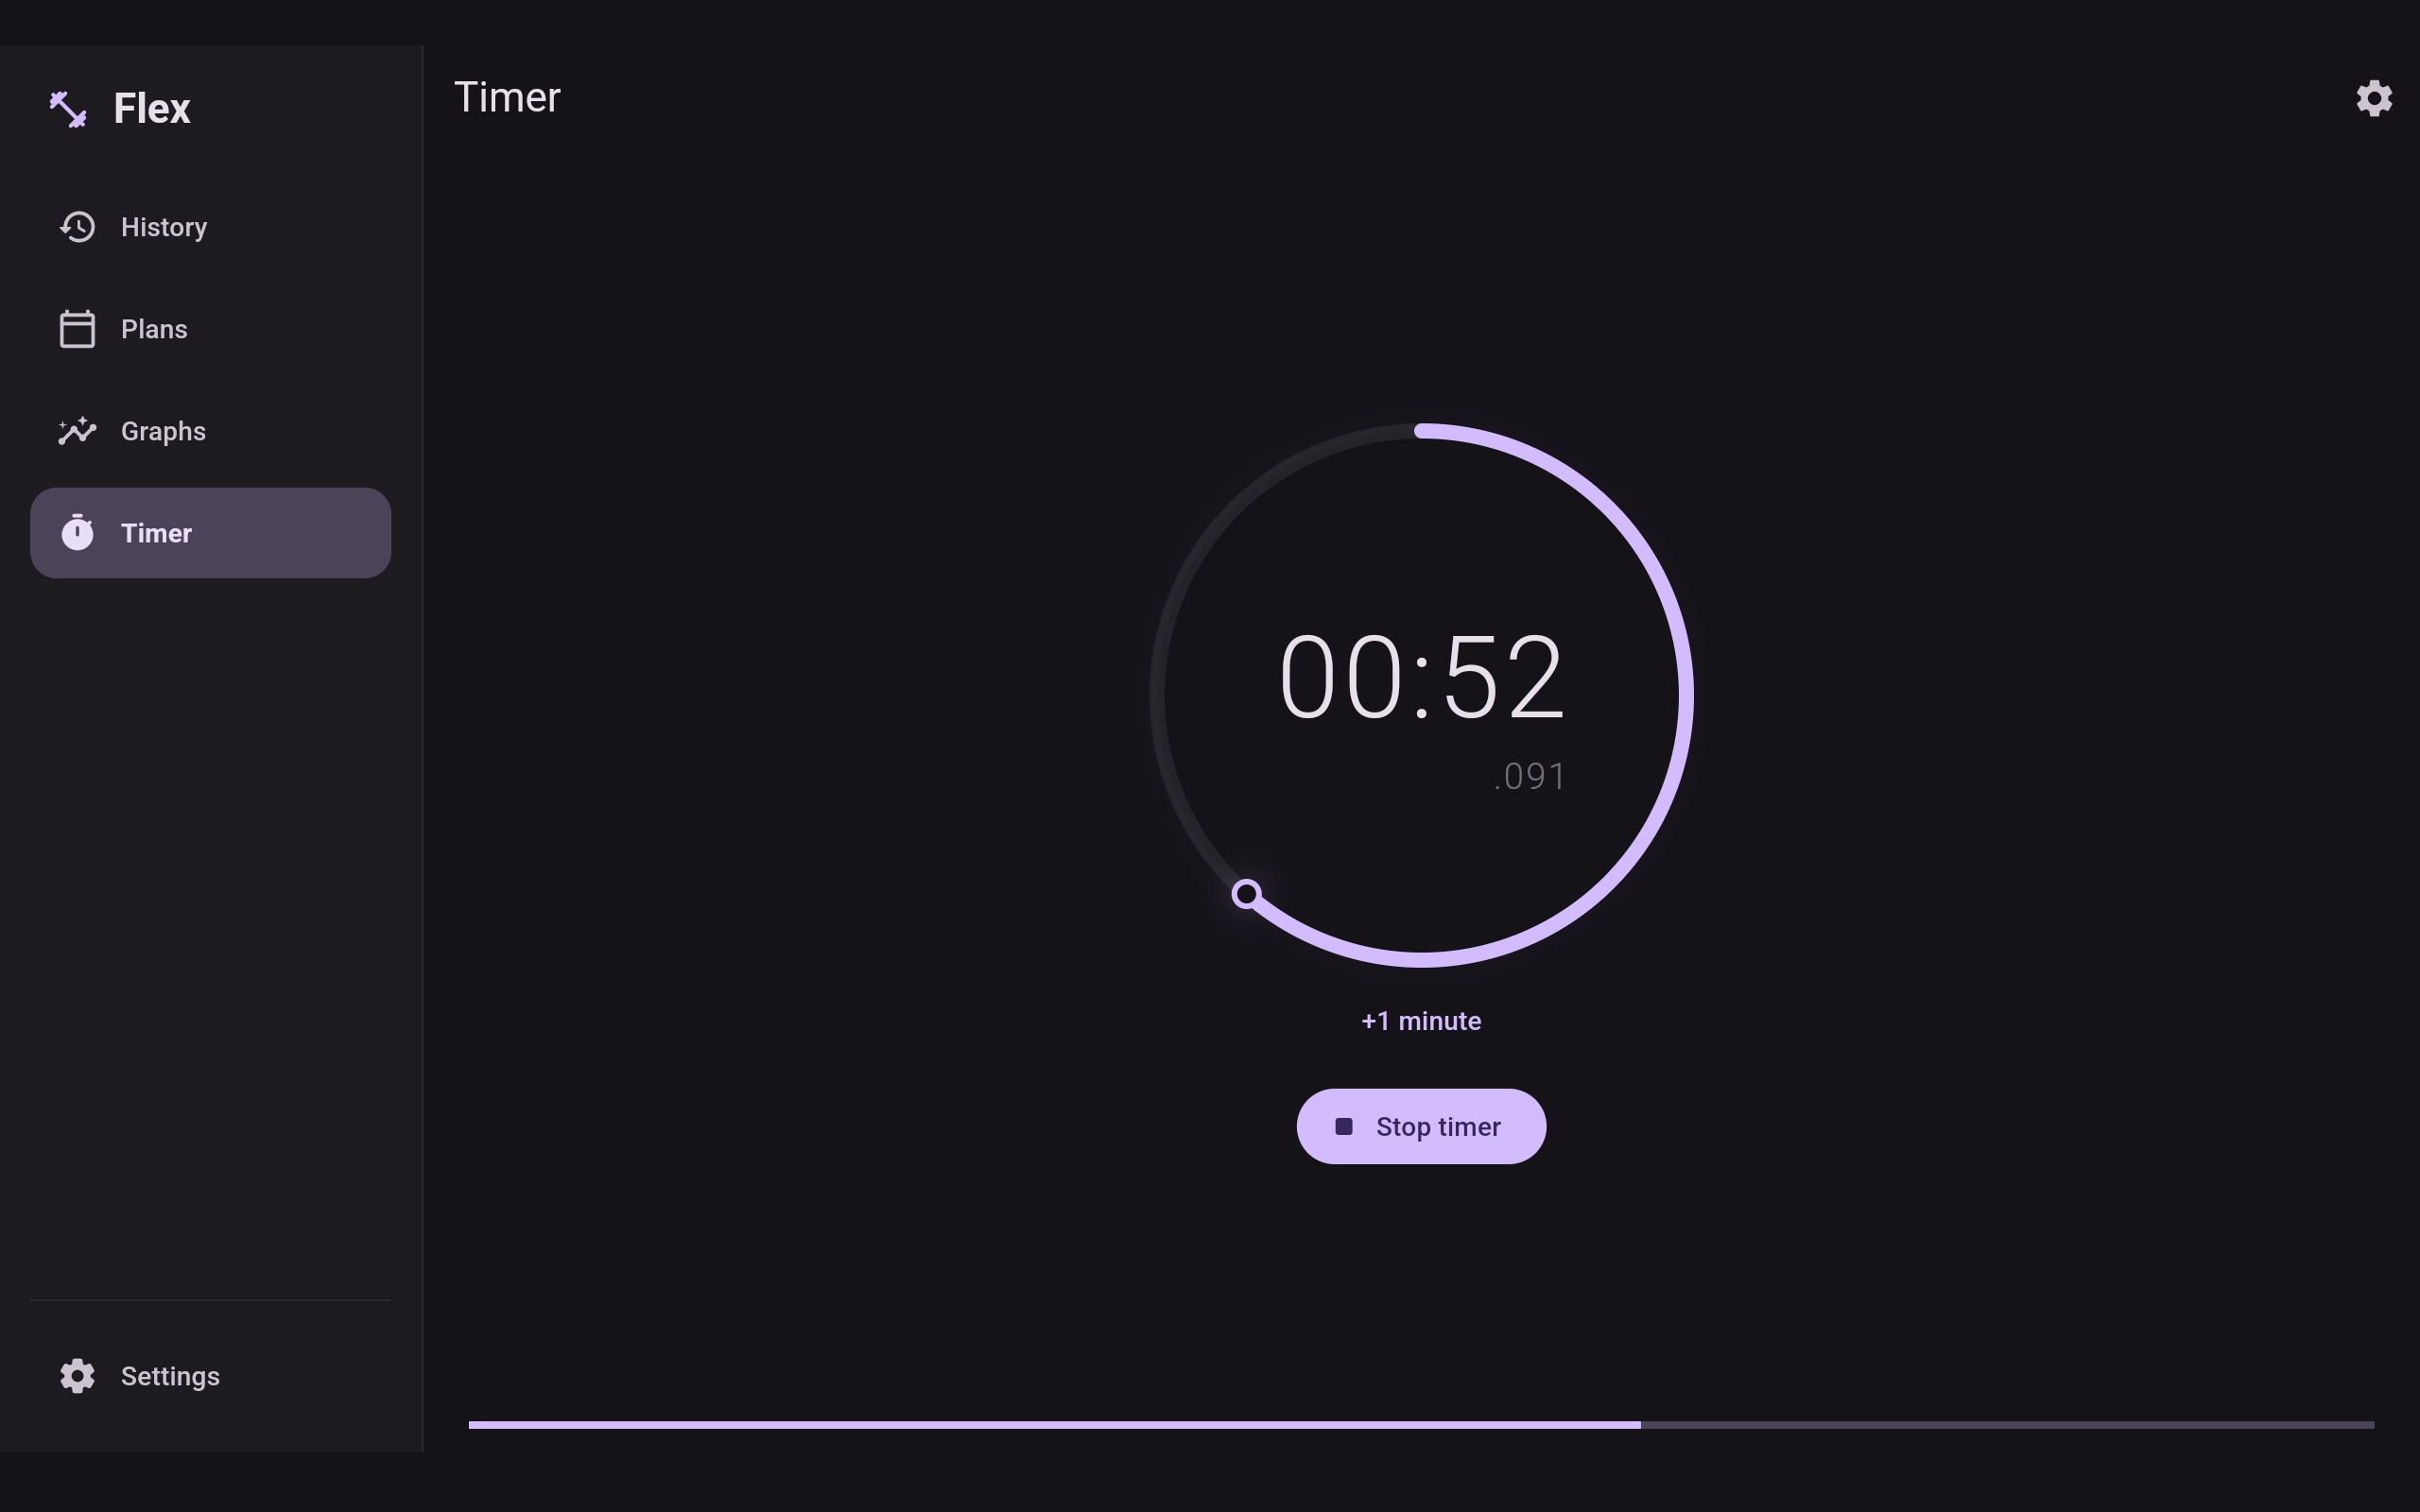 Flex
History
Plans
Graphs
Timer
Settings
Timer
00:52
.091
+1 minute
Stop timer